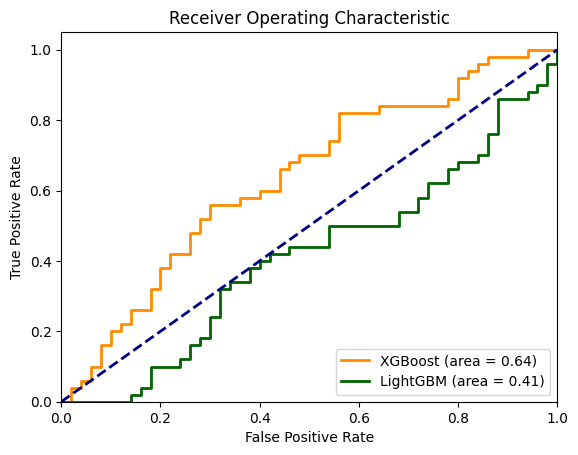 Receiver Operating Characteristic
1.0
0.8
0.6
0.4
0.2
0.0
True Positive Rate
XGBoost (area = 0.64)
LightGBM (area = 0.41)
0.0 0.2 0.4 0.6 0.8 1.0
False Positive Rate